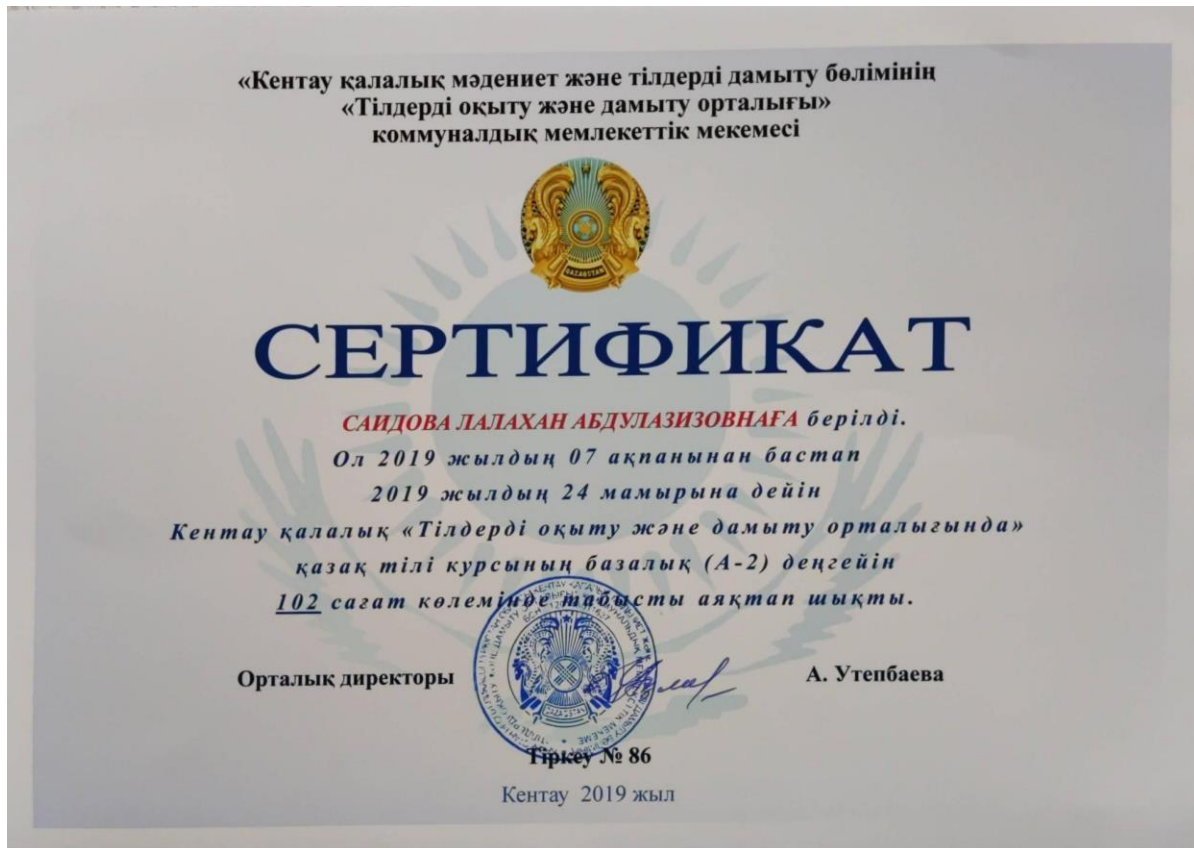 «Кентау қалалық мәдениет және тілдерді дамыту бөлімінің
«Тілдерді оқыту және дамыту орталығы»
коммуналдық мемлекеттік мекемесі
СЕРТИФИКАТ
САИДОВА ЛАЛАХАН АБДУЛАЗИЗОВНАҒА берілді.
Ол 2019 жылдың 07 ақпанынан бастап
2019 жылдың 24 мамырына дейін
Кентау қалалық «Тілдерді оқыту және дамыту орталығында»
қазақ тілі курсының базалық (А-2) деңгейін
102 сағат көлемінде табысты аяқтап шықты.
Орталық директоры
А. Утепбаева
Тіркеу № 86
Кентау 2019 жыл